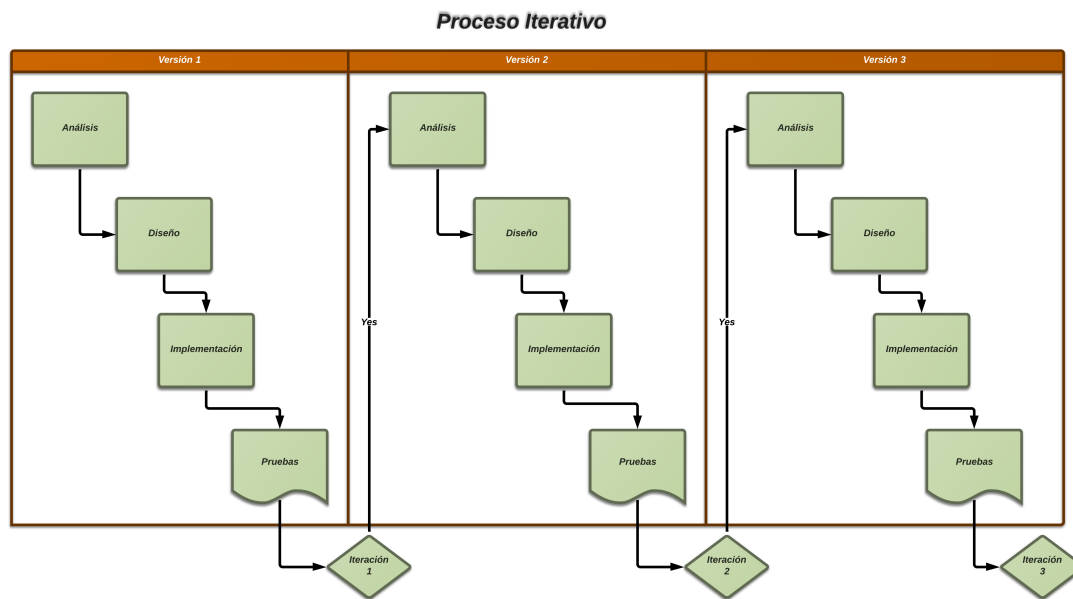 Proceso Iterativo
Versión 1
Versión 2
Versión 3
Análisis
Análisis
Análisis
Diseño
Diseño
Diseño
Yes
Yes
Implementación
Implementación
Implementación
Pruebas
Pruebas
Pruebas
Iteración
1
Iteración
2
Iteración
3